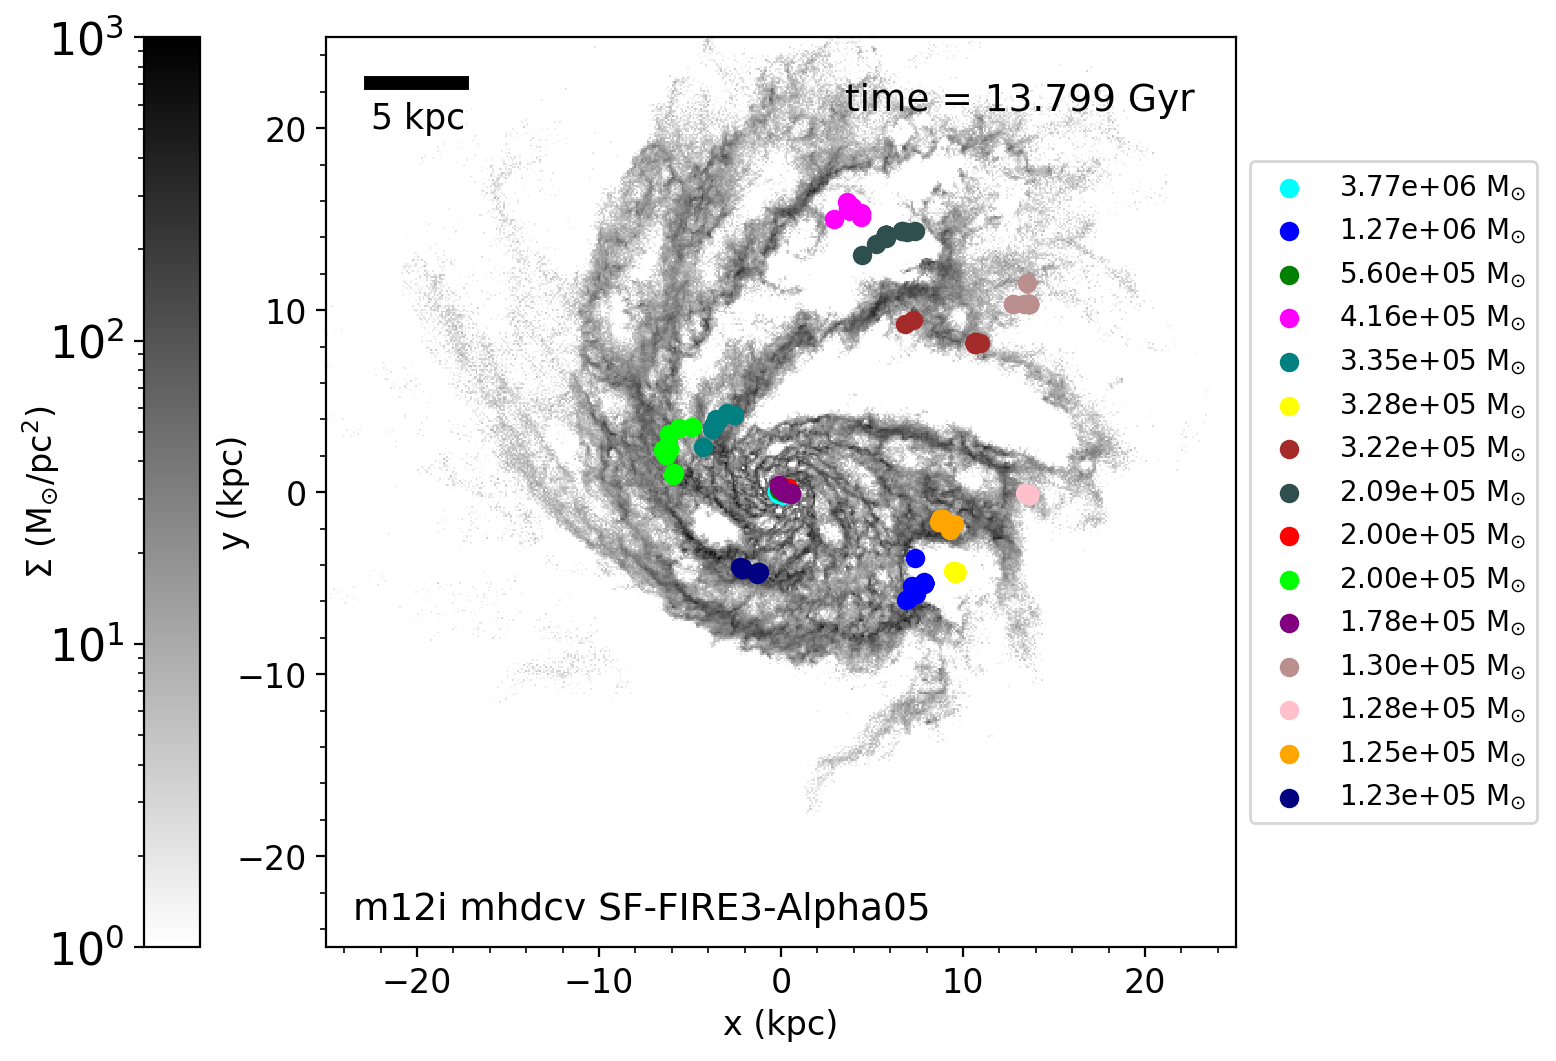 10³
10²
10¹
10⁰
Σ (M⊙/pc²)
y (kpc)
20
10
0
−10
−20
5 kpc
time = 13.799 Gyr
m12i mhdcv SF-FIRE3-Alpha05
−20
−10
0
10
20
x (kpc)
3.77e+06 M⊙
1.27e+06 M⊙
5.60e+05 M⊙
4.16e+05 M⊙
3.35e+05 M⊙
3.28e+05 M⊙
3.22e+05 M⊙
2.09e+05 M⊙
2.00e+05 M⊙
2.00e+05 M⊙
1.78e+05 M⊙
1.30e+05 M⊙
1.28e+05 M⊙
1.25e+05 M⊙
1.23e+05 M⊙